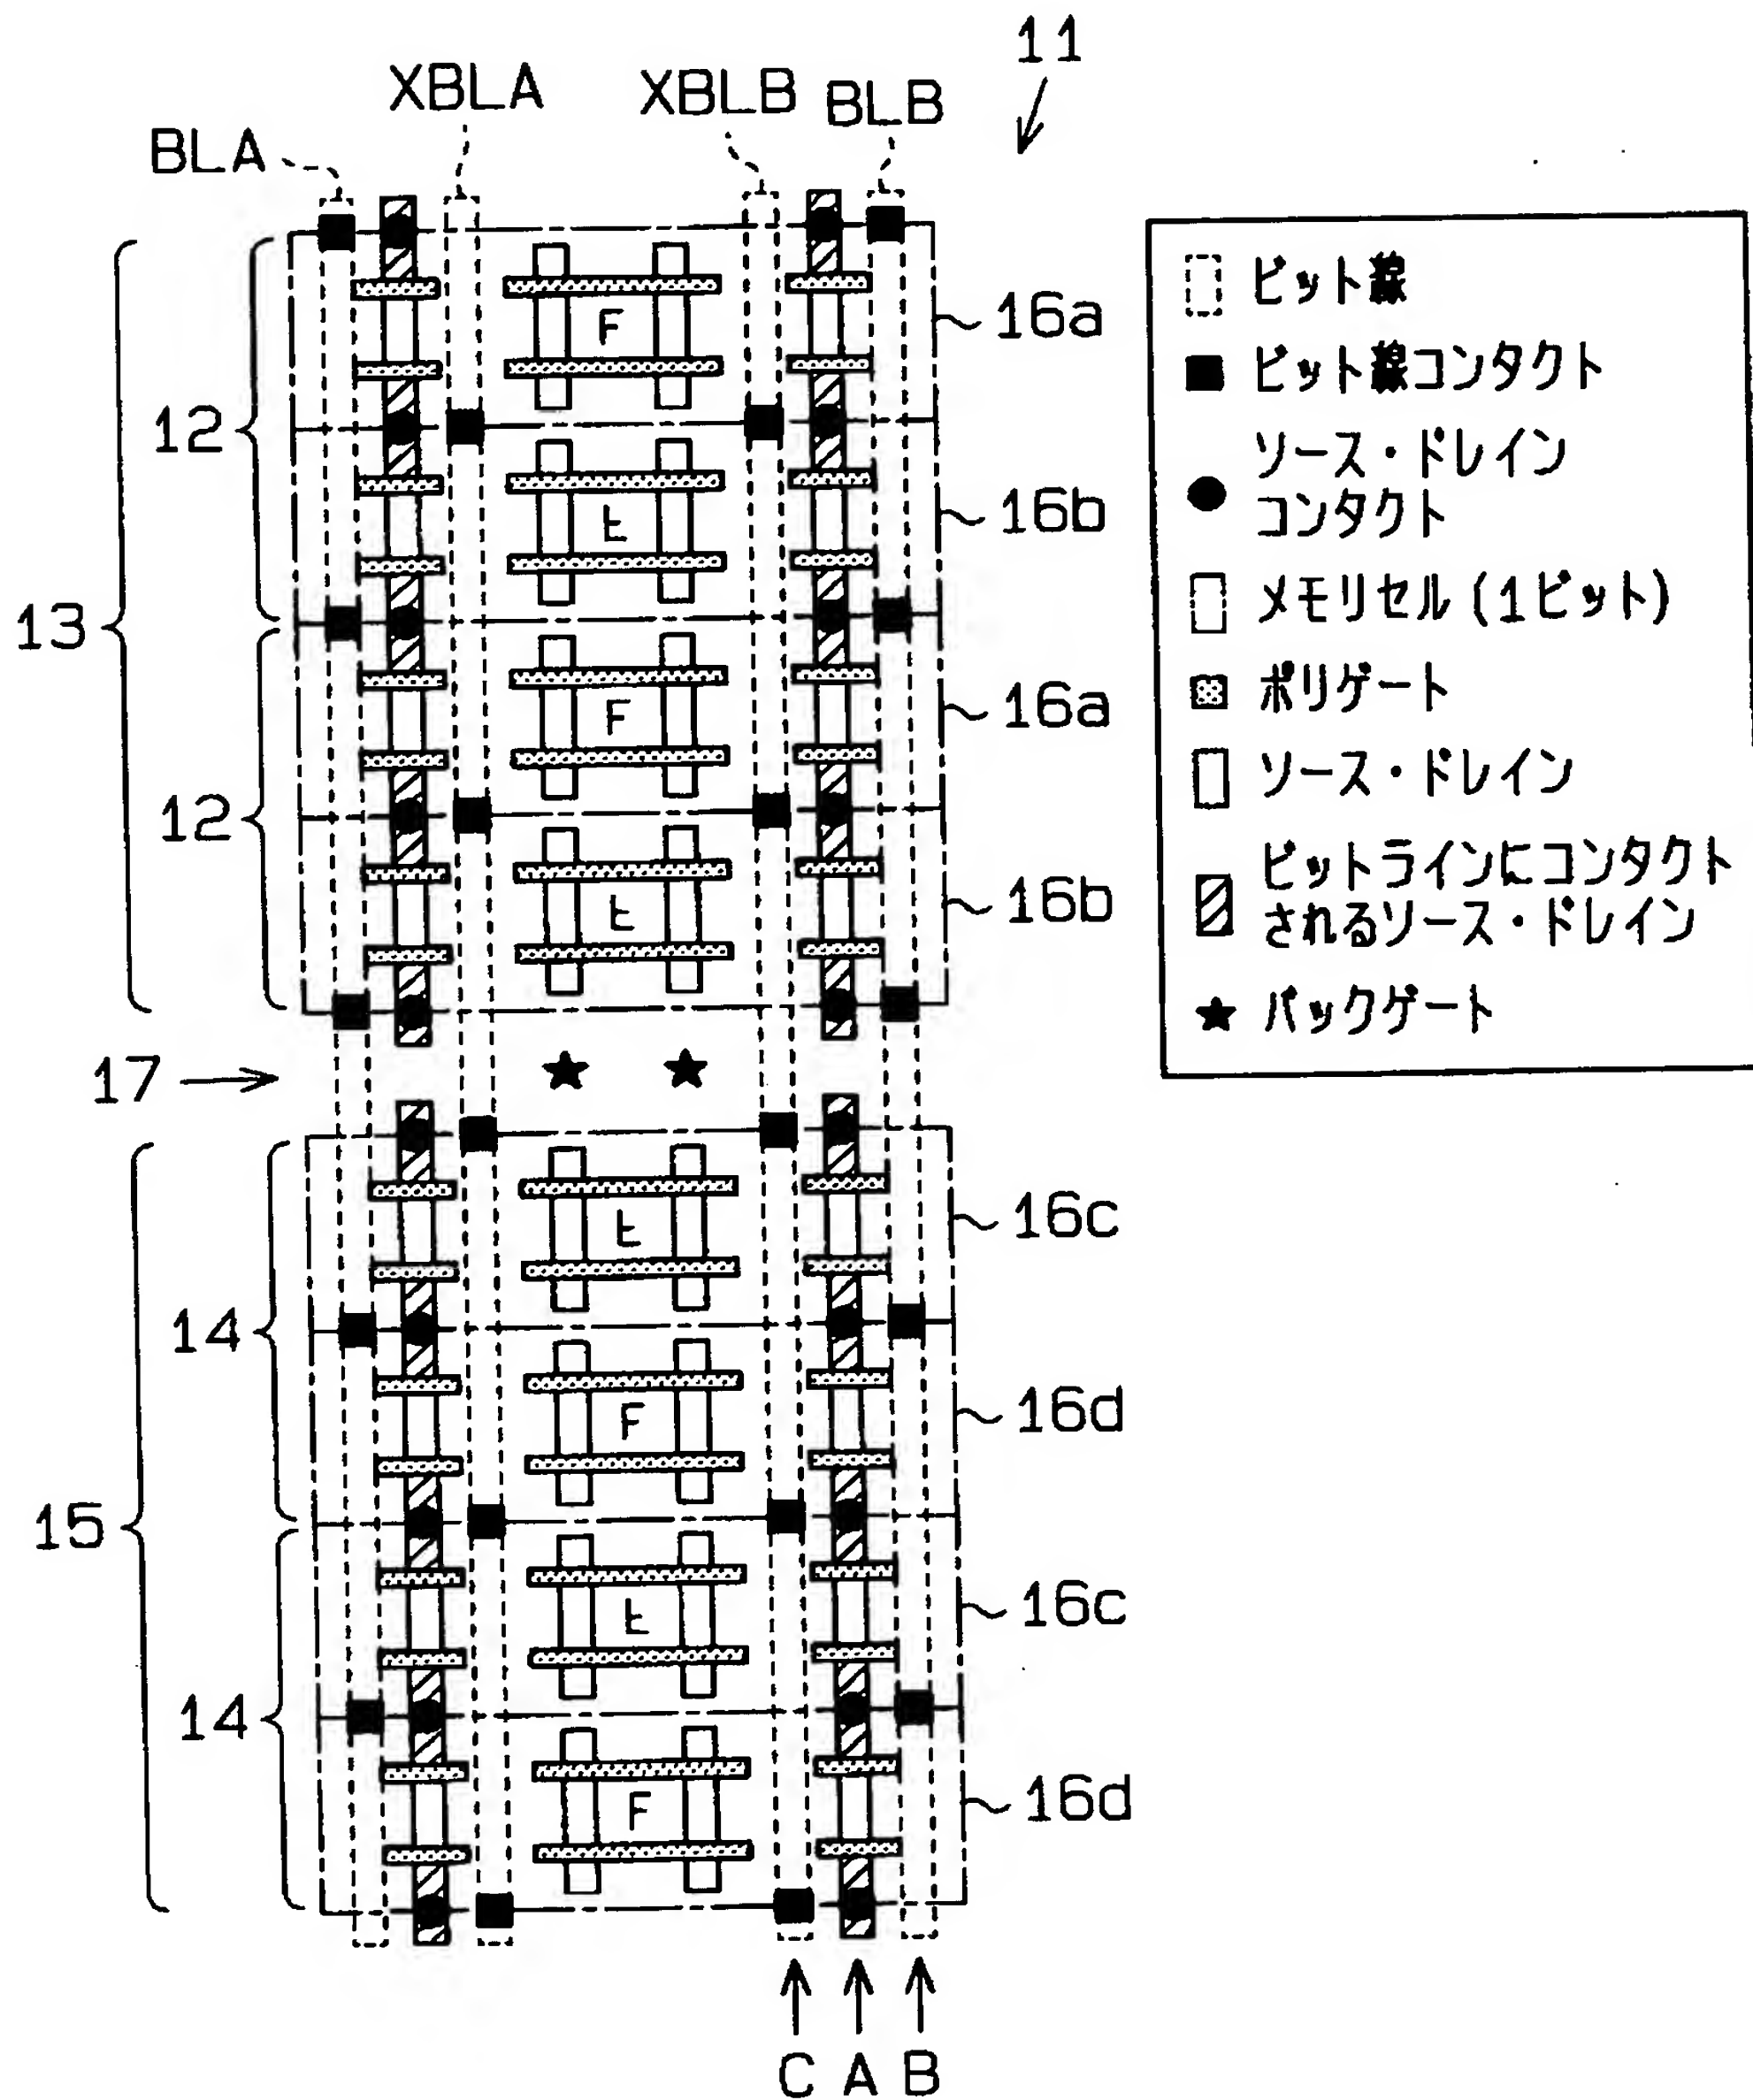 11
XBLA
XBLB
BLB
BLA
16a
F
12
16b
F
13
16a
F
12
16b
F
17
16c
F
14
16d
F
15
16c
F
14
16d
F
C A B
ビット線
ビット線コンタクト
ソース・ドレイン
コンタクト
メモリセル(1ビット)
ポリゲート
ソース・ドレイン
ビットラインにコンタクト
されるソース・ドレイン
バックゲート